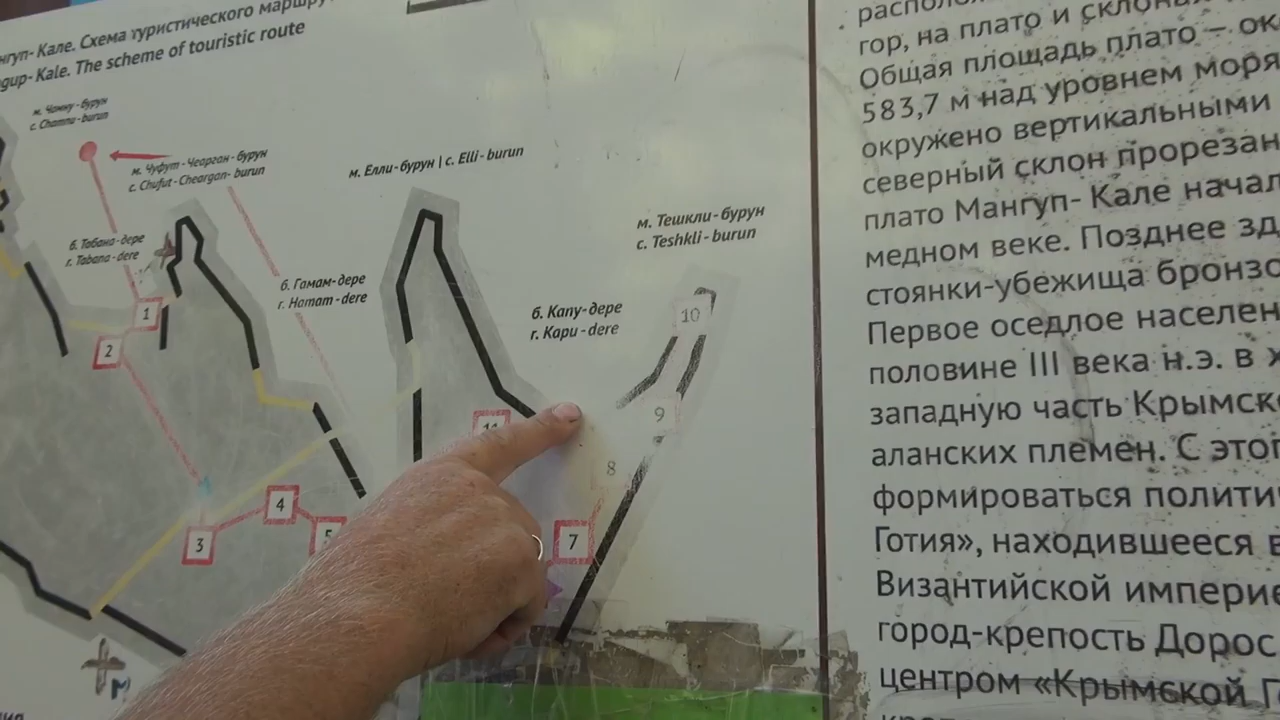 Кале. Схема туристического
Kale. The scheme of touristic route
м. Чамну-бурун
c. Chamnu-burun
м. Чуфут-Чеарган-бурун
c. Chufut-Cheargan-burun
м. Елли-бурун | c. Elli-burun
м. Тешкли-бурун
c. Teshkli-burun
б. Табана-дере
r. Tabana-dere
б. Гамам-дере
r. Hamam-dere
б. Капу-дере
r. Kapu-dere
1
2
3
4
5
7
8
9
10
11
М
гор, на плато и
Общая площадь плато – ок
583,7 м над уровнем моря
окружено вертикальными
северный склон прорезан
плато Мангуп-Кале начал
медном веке. Позднее зд
стоянки-убежища бронзо
Первое оседлое населен
половине III века н.э. в
западную часть Крымск
аланских племен. С этог
формироваться полити
Готия», находившееся в
Византийской империе
город-крепость Дорос
центром «Крымской Г